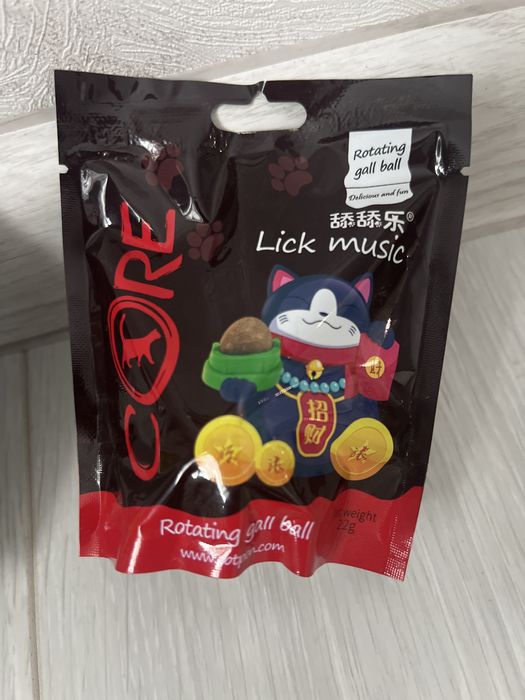 Rotating
gall ball
Delicious and fun
舔舔乐®
Lick music
CORE
财
招
财
Rotating gall ball
weight
22g